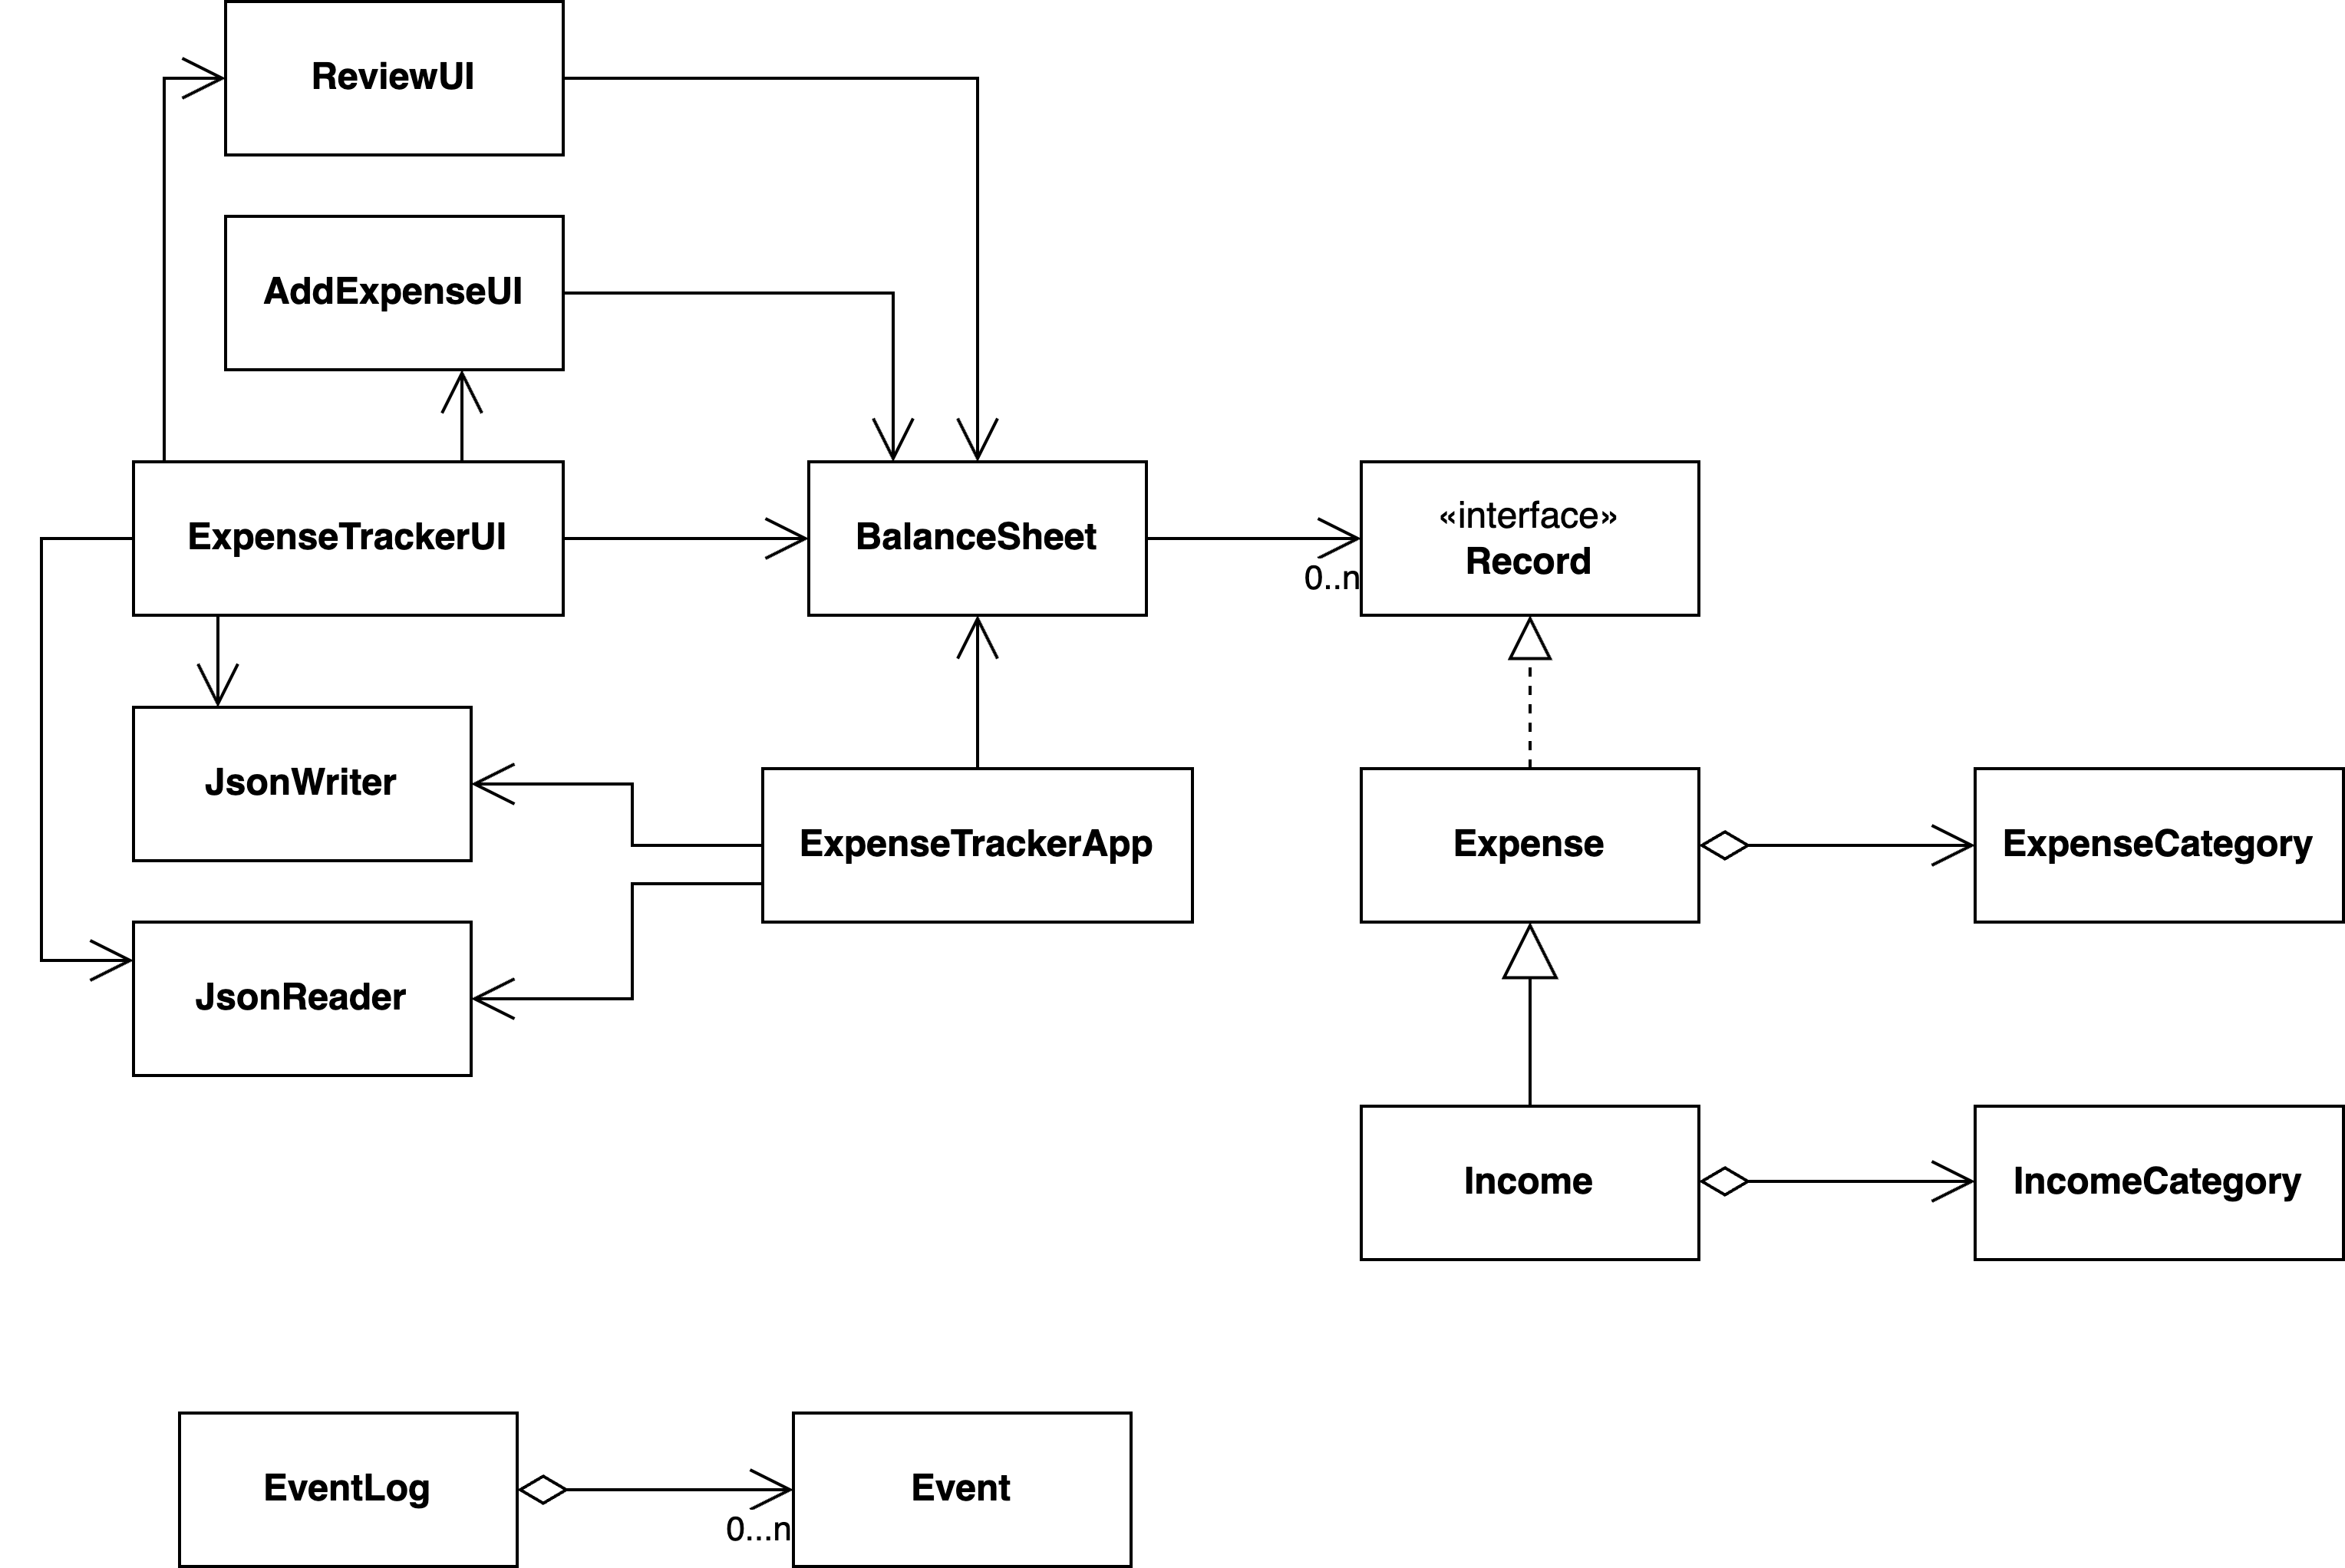 ReviewUI
AddExpenseUI
ExpenseTrackerUI
BalanceSheet
«interface»
Record
0..n
JsonWriter
ExpenseTrackerApp
Expense
ExpenseCategory
JsonReader
Income
IncomeCategory
EventLog
Event
0...n